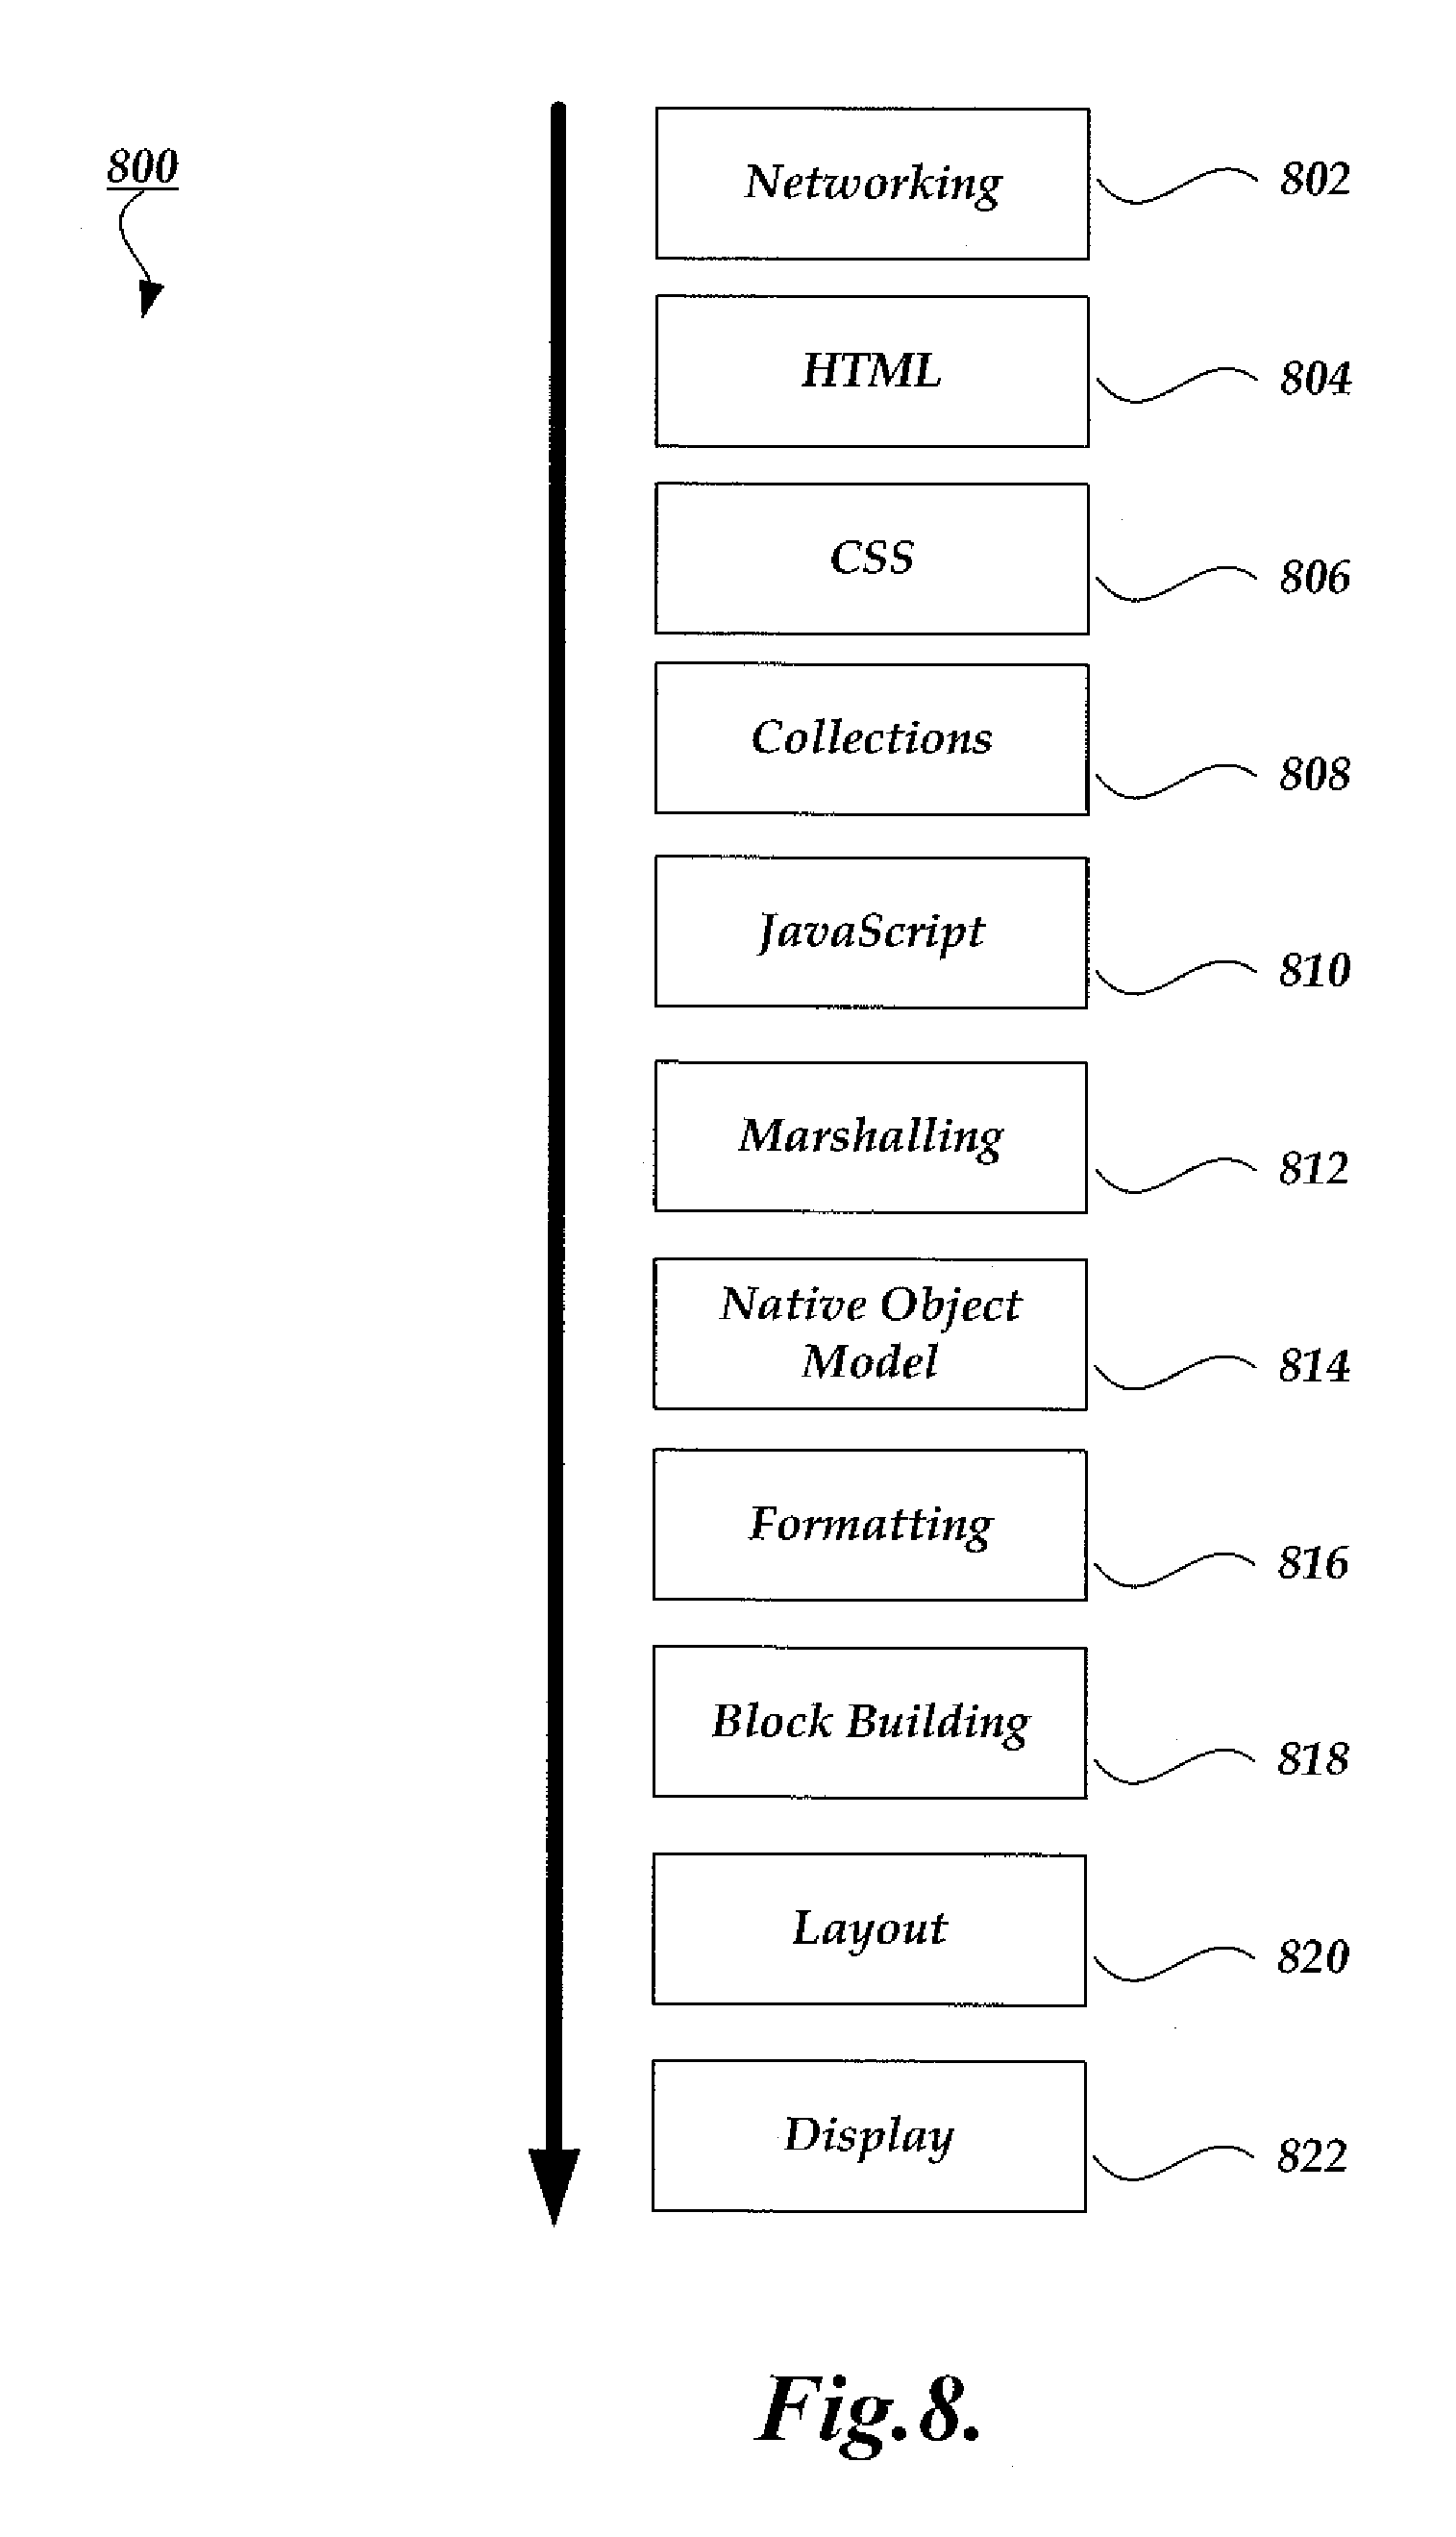 800
Networking 802
HTML 804
CSS 806
Collections 808
JavaScript 810
Marshalling 812
Native Object
Model 814
Formatting 816
Block Building 818
Layout 820
Display 822
Fig.8.